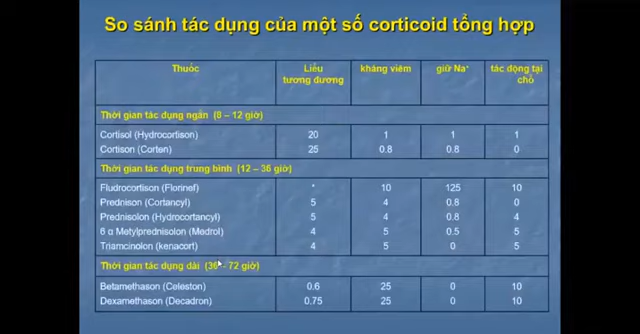 So sánh tác dụng của một số corticoid tổng hợp
Thuốc Liều tương đương kháng viêm giữ Na+ tác động tại chỗ
Thời gian tác dụng ngắn (8 – 12 giờ)
Cortisol (Hydrocortison) 20 1 1 1
Cortison (Corten) 25 0.8 0.8 0
Thời gian tác dụng trung bình (12 – 36 giờ)
Fludrocortison (Florinef) * 10 125 10
Prednison (Cortancyl) 5 4 0.8 0
Prednisolon (Hydrocortancyl) 5 4 0.8 4
6 α Metylprednisolon (Medrol) 4 5 0.5 5
Triamcinolon (kenacort) 4 5 0 5
Thời gian tác dụng dài (36 – 72 giờ)
Betamethason (Celeston) 0.6 25 0 10
Dexamethason (Decadron) 0.75 25 0 10